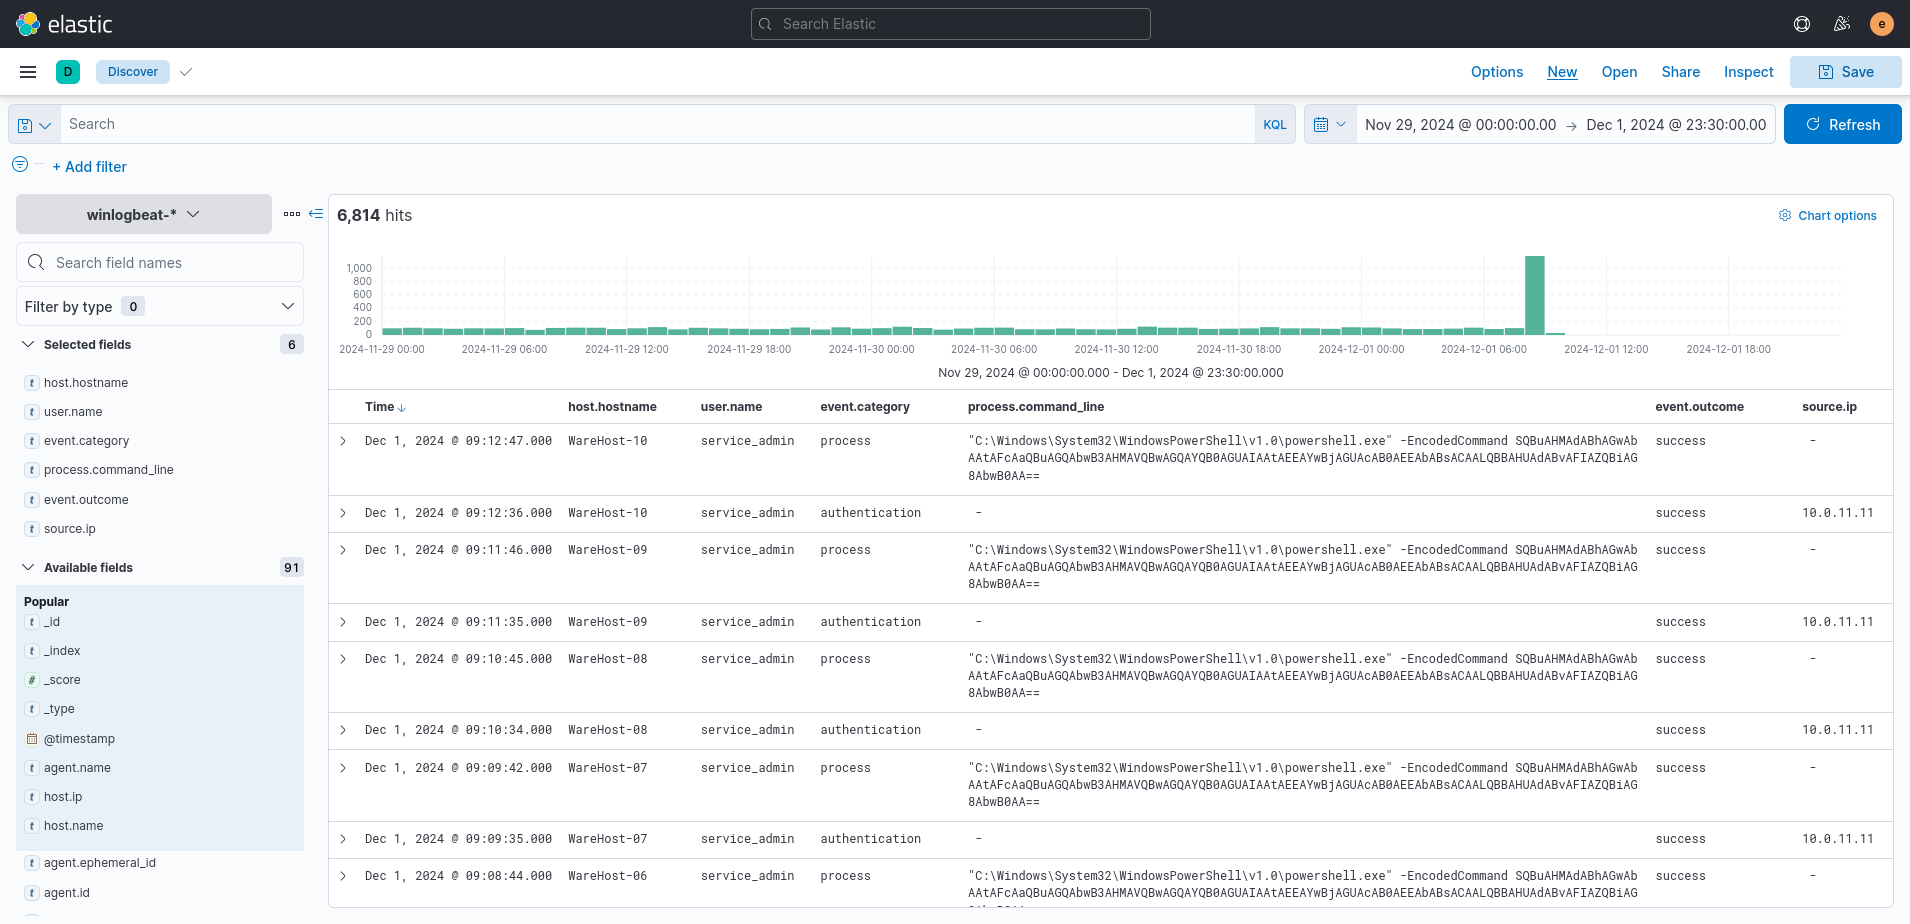 elastic
Search Elastic
e
D
Discover
Options New Open Share Inspect Save
Search
KQL
Nov 29, 2024 @ 00:00:00.00 → Dec 1, 2024 @ 23:30:00.00
Refresh
+ Add filter
winlogbeat-*
Search field names
Filter by type 0
Selected fields 6
t host.hostname
t user.name
t event.category
t process.command_line
t event.outcome
t source.ip
Available fields 91
Popular
t _id
t _index
# _score
t _type
@timestamp
t agent.name
t host.ip
t host.name
t agent.ephemeral_id
t agent.id
6,814 hits
Chart options
1,000
800
600
400
200
0
2024-11-29 00:00 2024-11-29 06:00 2024-11-29 12:00 2024-11-29 18:00 2024-11-30 00:00 2024-11-30 06:00 2024-11-30 12:00 2024-11-30 18:00 2024-12-01 00:00 2024-12-01 06:00 2024-12-01 12:00 2024-12-01 18:00
Nov 29, 2024 @ 00:00:00.000 - Dec 1, 2024 @ 23:30:00.000
Time host.hostname user.name event.category process.command_line event.outcome source.ip
Dec 1, 2024 @ 09:12:47.000 WareHost-10 service_admin process "C:\Windows\System32\WindowsPowerShell\v1.0\powershell.exe" -EncodedCommand SQBuAHMAdABhAGwAb success -
AAtAFcAaQBuAGQAbwB3AHMAVQBwAGQAYQB0AGUAIAAtAEEAYwBjAGUAcAB0AEEAbABsACAALQBBAHUAdABvAFIAZQBiAG
8AbwB0AA==
Dec 1, 2024 @ 09:12:36.000 WareHost-10 service_admin authentication - success 10.0.11.11
Dec 1, 2024 @ 09:11:46.000 WareHost-09 service_admin process "C:\Windows\System32\WindowsPowerShell\v1.0\powershell.exe" -EncodedCommand SQBuAHMAdABhAGwAb success -
AAtAFcAaQBuAGQAbwB3AHMAVQBwAGQAYQB0AGUAIAAtAEEAYwBjAGUAcAB0AEEAbABsACAALQBBAHUAdABvAFIAZQBiAG
8AbwB0AA==
Dec 1, 2024 @ 09:11:35.000 WareHost-09 service_admin authentication - success 10.0.11.11
Dec 1, 2024 @ 09:10:45.000 WareHost-08 service_admin process "C:\Windows\System32\WindowsPowerShell\v1.0\powershell.exe" -EncodedCommand SQBuAHMAdABhAGwAb success -
AAtAFcAaQBuAGQAbwB3AHMAVQBwAGQAYQB0AGUAIAAtAEEAYwBjAGUAcAB0AEEAbABsACAALQBBAHUAdABvAFIAZQBiAG
8AbwB0AA==
Dec 1, 2024 @ 09:10:34.000 WareHost-08 service_admin authentication - success 10.0.11.11
Dec 1, 2024 @ 09:09:42.000 WareHost-07 service_admin process "C:\Windows\System32\WindowsPowerShell\v1.0\powershell.exe" -EncodedCommand SQBuAHMAdABhAGwAb success -
AAtAFcAaQBuAGQAbwB3AHMAVQBwAGQAYQB0AGUAIAAtAEEAYwBjAGUAcAB0AEEAbABsACAALQBBAHUAdABvAFIAZQBiAG
8AbwB0AA==
Dec 1, 2024 @ 09:09:35.000 WareHost-07 service_admin authentication - success 10.0.11.11
Dec 1, 2024 @ 09:08:44.000 WareHost-06 service_admin process "C:\Windows\System32\WindowsPowerShell\v1.0\powershell.exe" -EncodedCommand SQBuAHMAdABhAGwAb success -
AAtAFcAaQBuAGQAbwB3AHMAVQBwAGQAYQB0AGUAIAAtAEEAYwBjAGUAcAB0AEEAbABsACAALQBBAHUAdABvAFIAZQBiAG